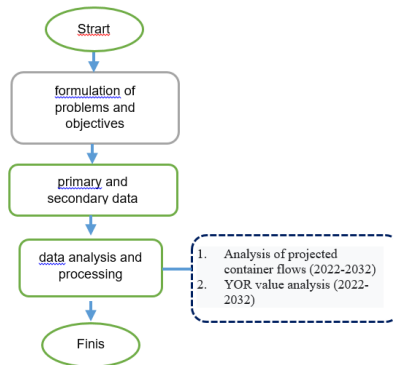 Strart
formulation of
problems and
objectives
primary and
secondary data
data analysis and
processing
1. Analysis of projected
container flows (2022-2032)
2. YOR value analysis (2022-
2032)
Finis